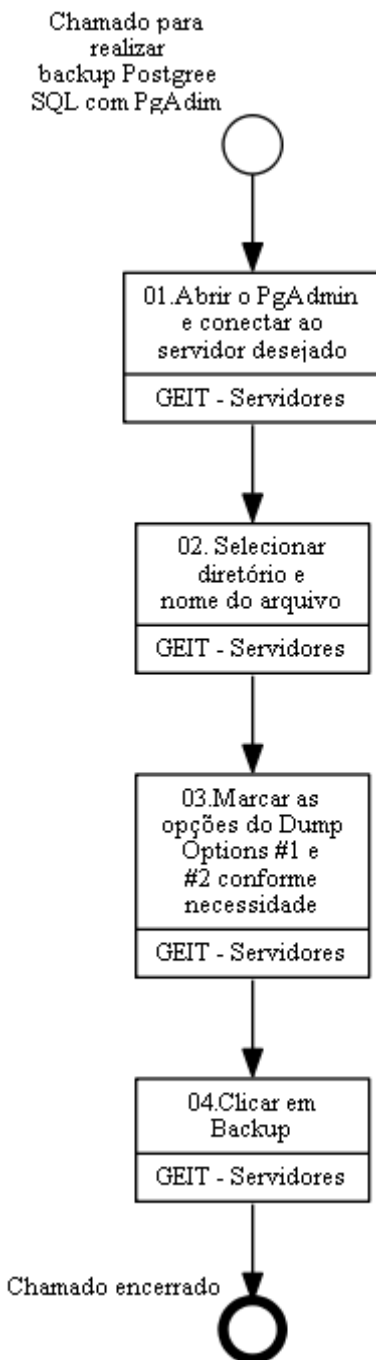 Chamado para
realizar
backup Postgree
SQL com PgAdim
01.Abrir o PgAdmin
e conectar ao
servidor desejado
GEIT - Servidores
02. Selecionar
diretório e
nome do arquivo
GEIT - Servidores
03.Marcar as
opções do Dump
Options #1 e
#2 conforme
necessidade
GEIT - Servidores
04.Clicar em
Backup
GEIT - Servidores
Chamado encerrado